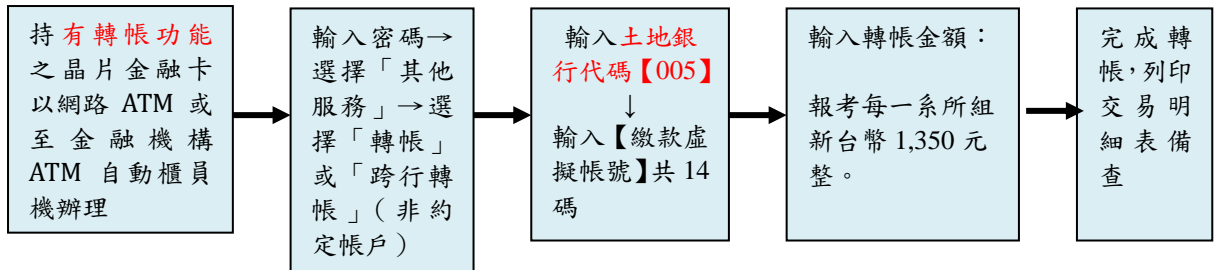 持有轉帳功能
之晶片金融卡
以網路 ATM 或
至金融機構
ATM 自動櫃員
機辦理
輸入密碼→
選擇「其他
服務」→選
擇「轉帳」
或「跨行轉
帳」(非約
定帳戶)
輸入土地銀
行代碼【005】
↓
輸入【繳款虛
擬帳號】共 14
碼
輸入轉帳金額：
報考每一系所組
新台幣 1,350 元
整。
完成轉
帳，列印
交易明
細表備
查